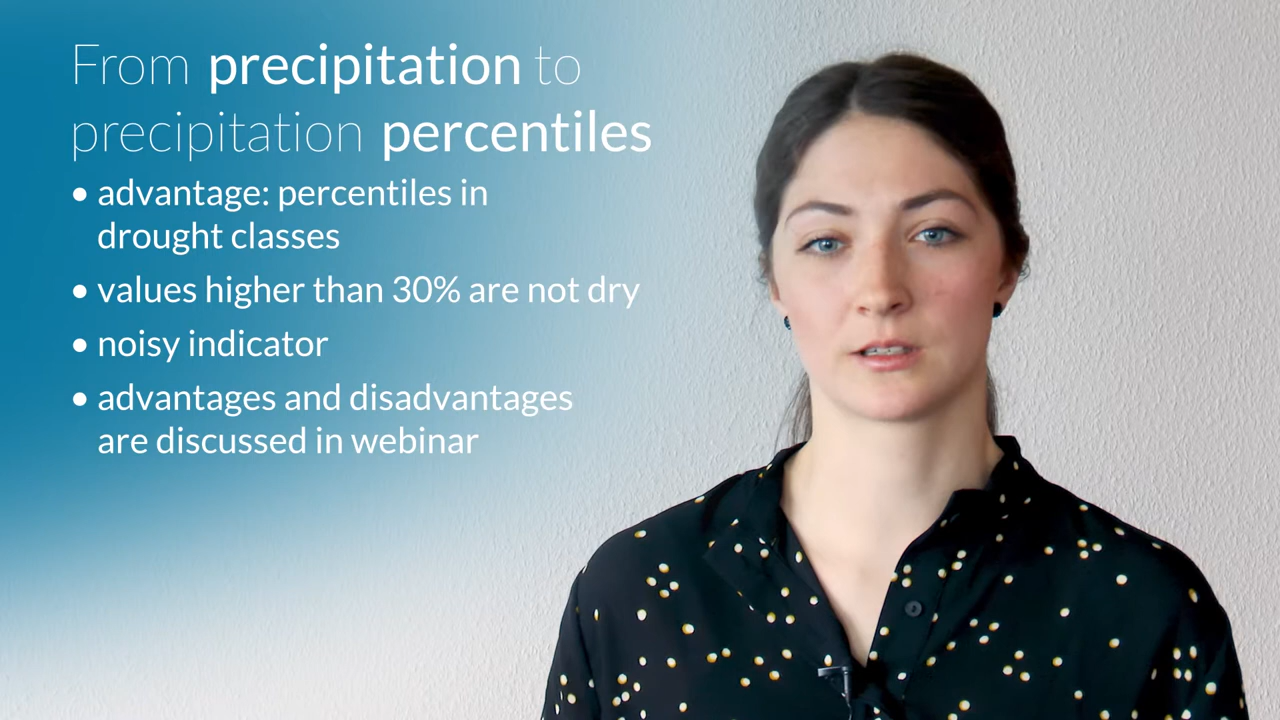 From precipitation to
precipitation percentiles
• advantage: percentiles in
drought classes
• values higher than 30% are not dry
• noisy indicator
• advantages and disadvantages
are discussed in webinar